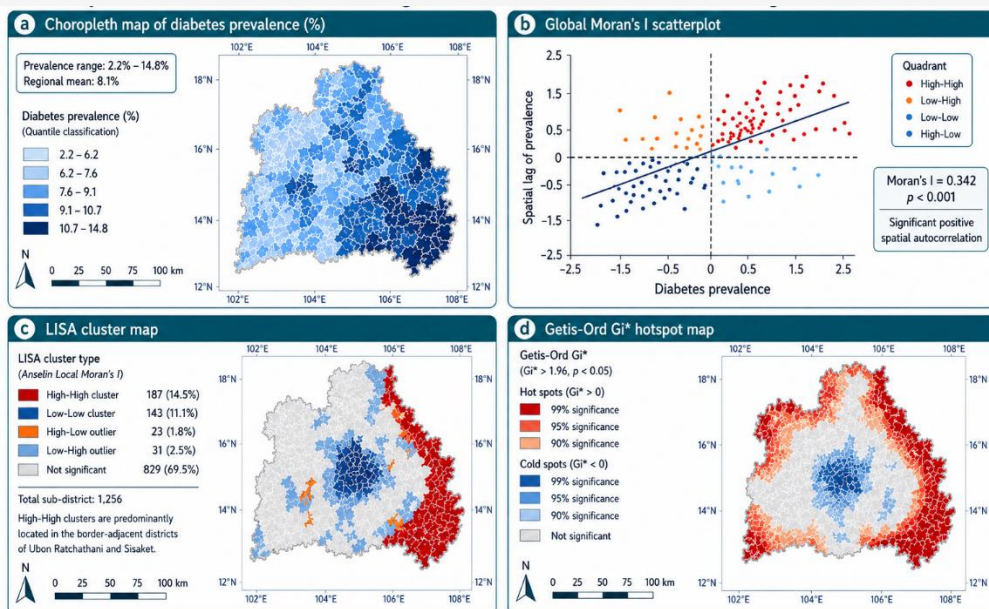 a Choropleth map of diabetes prevalence (%)
Prevalence range: 2.2% – 14.8%
Regional mean: 8.1%
Diabetes prevalence (%)
(Quantile classification)
2.2 – 6.2
6.2 – 7.6
7.6 – 9.1
9.1 – 10.7
10.7 – 14.8
N
0 25 50 75 100 km
102°E 104°E 106°E 108°E
18°N
16°N
14°N
12°N
102°E 104°E 106°E 108°E
b Global Moran's I scatterplot
Spatial lag of prevalence
2.5
1.5
0.5
0
−0.5
−1.5
−2.5
−2.5 −1.5 −0.5 0 0.5 1.5 2.5
Diabetes prevalence
Quadrant
High-High
Low-High
Low-Low
High-Low
Moran's I = 0.342
p < 0.001
Significant positive
spatial autocorrelation
c LISA cluster map
LISA cluster type
(Anselin Local Moran's I)
High-High cluster 187 (14.5%)
Low-Low cluster 143 (11.1%)
High-Low outlier 23 (1.8%)
Low-High outlier 31 (2.5%)
Not significant 829 (69.5%)
Total sub-district: 1,256
High-High clusters are predominantly
located in the border-adjacent districts
of Ubon Ratchathani and Sisaket.
N
0 25 50 75 100 km
102°E 104°E 106°E 108°E
18°N
16°N
14°N
12°N
102°E 104°E 106°E 108°E
d Getis-Ord Gi* hotspot map
Getis-Ord Gi*
(Gi* > 1.96, p < 0.05)
Hot spots (Gi* > 0)
99% significance
95% significance
90% significance
Cold spots (Gi* < 0)
99% significance
95% significance
90% significance
Not significant
N
0 25 50 75 100 km
102°E 104°E 106°E 108°E
18°N
16°N
14°N
12°N
102°E 104°E 106°E 108°E